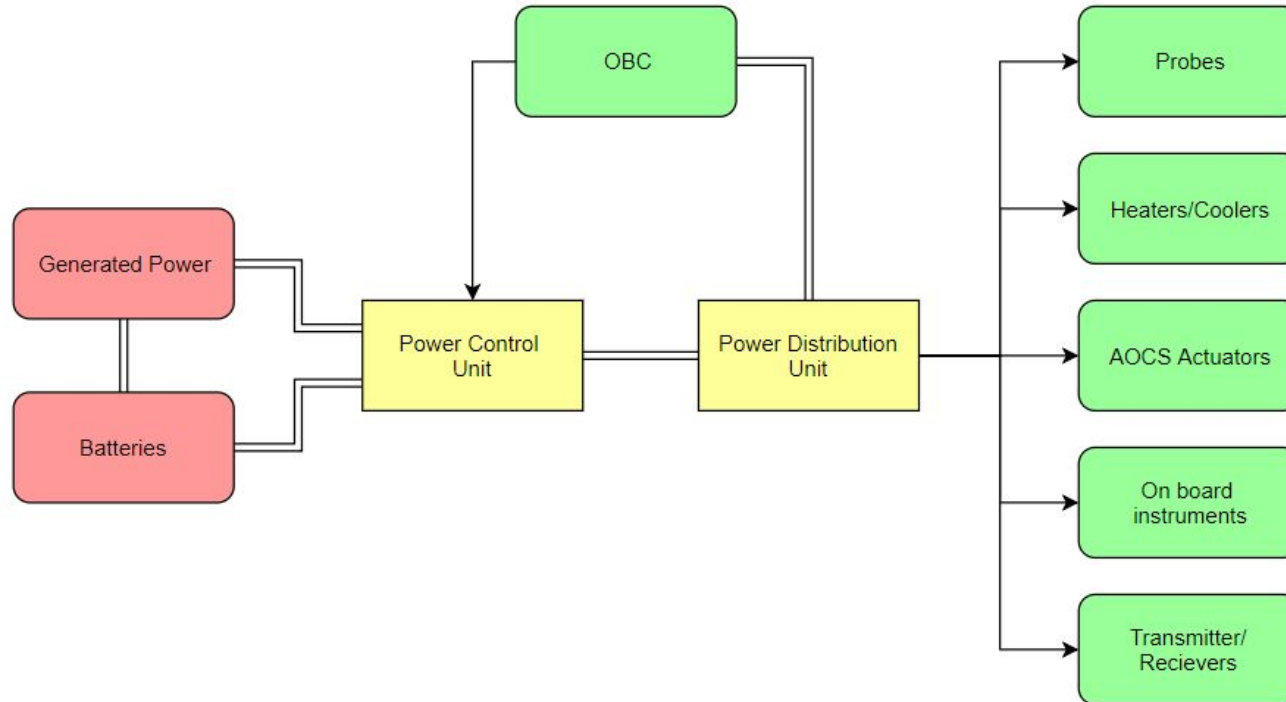 OBC
Probes
Heaters/Coolers
Generated Power
Power Control
Unit
Power Distribution
Unit
AOCS Actuators
Batteries
On board
instruments
Transmitter/
Recievers